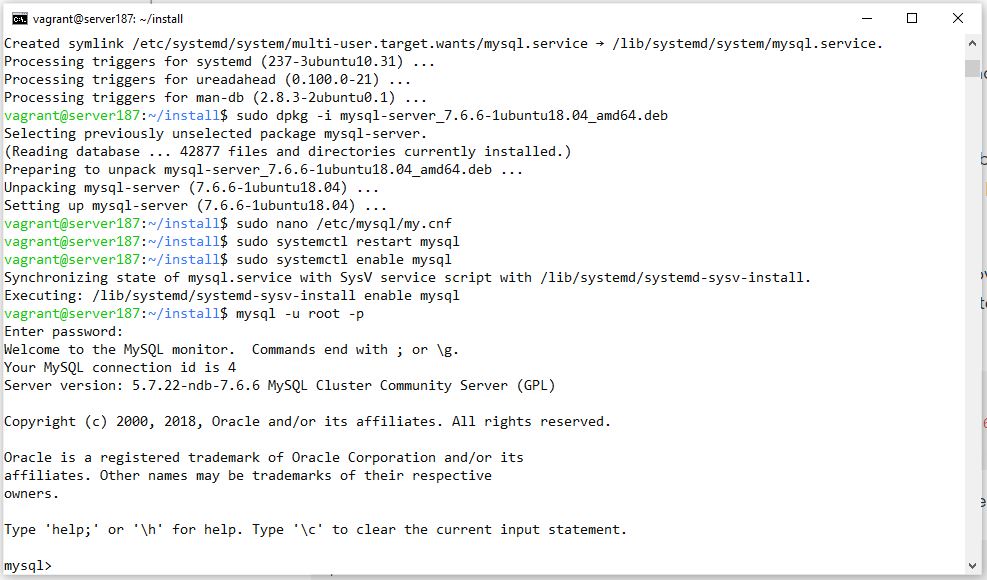 vagrant@server187: ~/install
Created symlink /etc/systemd/system/multi-user.target.wants/mysql.service → /lib/systemd/system/mysql.service.
Processing triggers for systemd (237-3ubuntu10.31) ...
Processing triggers for ureadahead (0.100.0-21) ...
Processing triggers for man-db (2.8.3-2ubuntu0.1) ...
vagrant@server187:~/install$ sudo dpkg -i mysql-server_7.6.6-1ubuntu18.04_amd64.deb
Selecting previously unselected package mysql-server.
(Reading database ... 42877 files and directories currently installed.)
Preparing to unpack mysql-server_7.6.6-1ubuntu18.04_amd64.deb ...
Unpacking mysql-server (7.6.6-1ubuntu18.04) ...
Setting up mysql-server (7.6.6-1ubuntu18.04) ...
vagrant@server187:~/install$ sudo nano /etc/mysql/my.cnf
vagrant@server187:~/install$ sudo systemctl restart mysql
vagrant@server187:~/install$ sudo systemctl enable mysql
Synchronizing state of mysql.service with SysV service script with /lib/systemd/systemd-sysv-install.
Executing: /lib/systemd/systemd-sysv-install enable mysql
vagrant@server187:~/install$ mysql -u root -p
Enter password:
Welcome to the MySQL monitor.  Commands end with ; or \g.
Your MySQL connection id is 4
Server version: 5.7.22-ndb-7.6.6 MySQL Cluster Community Server (GPL)
Copyright (c) 2000, 2018, Oracle and/or its affiliates. All rights reserved.
Oracle is a registered trademark of Oracle Corporation and/or its
affiliates. Other names may be trademarks of their respective
owners.
Type 'help;' or '\h' for help. Type '\c' to clear the current input statement.
mysql>